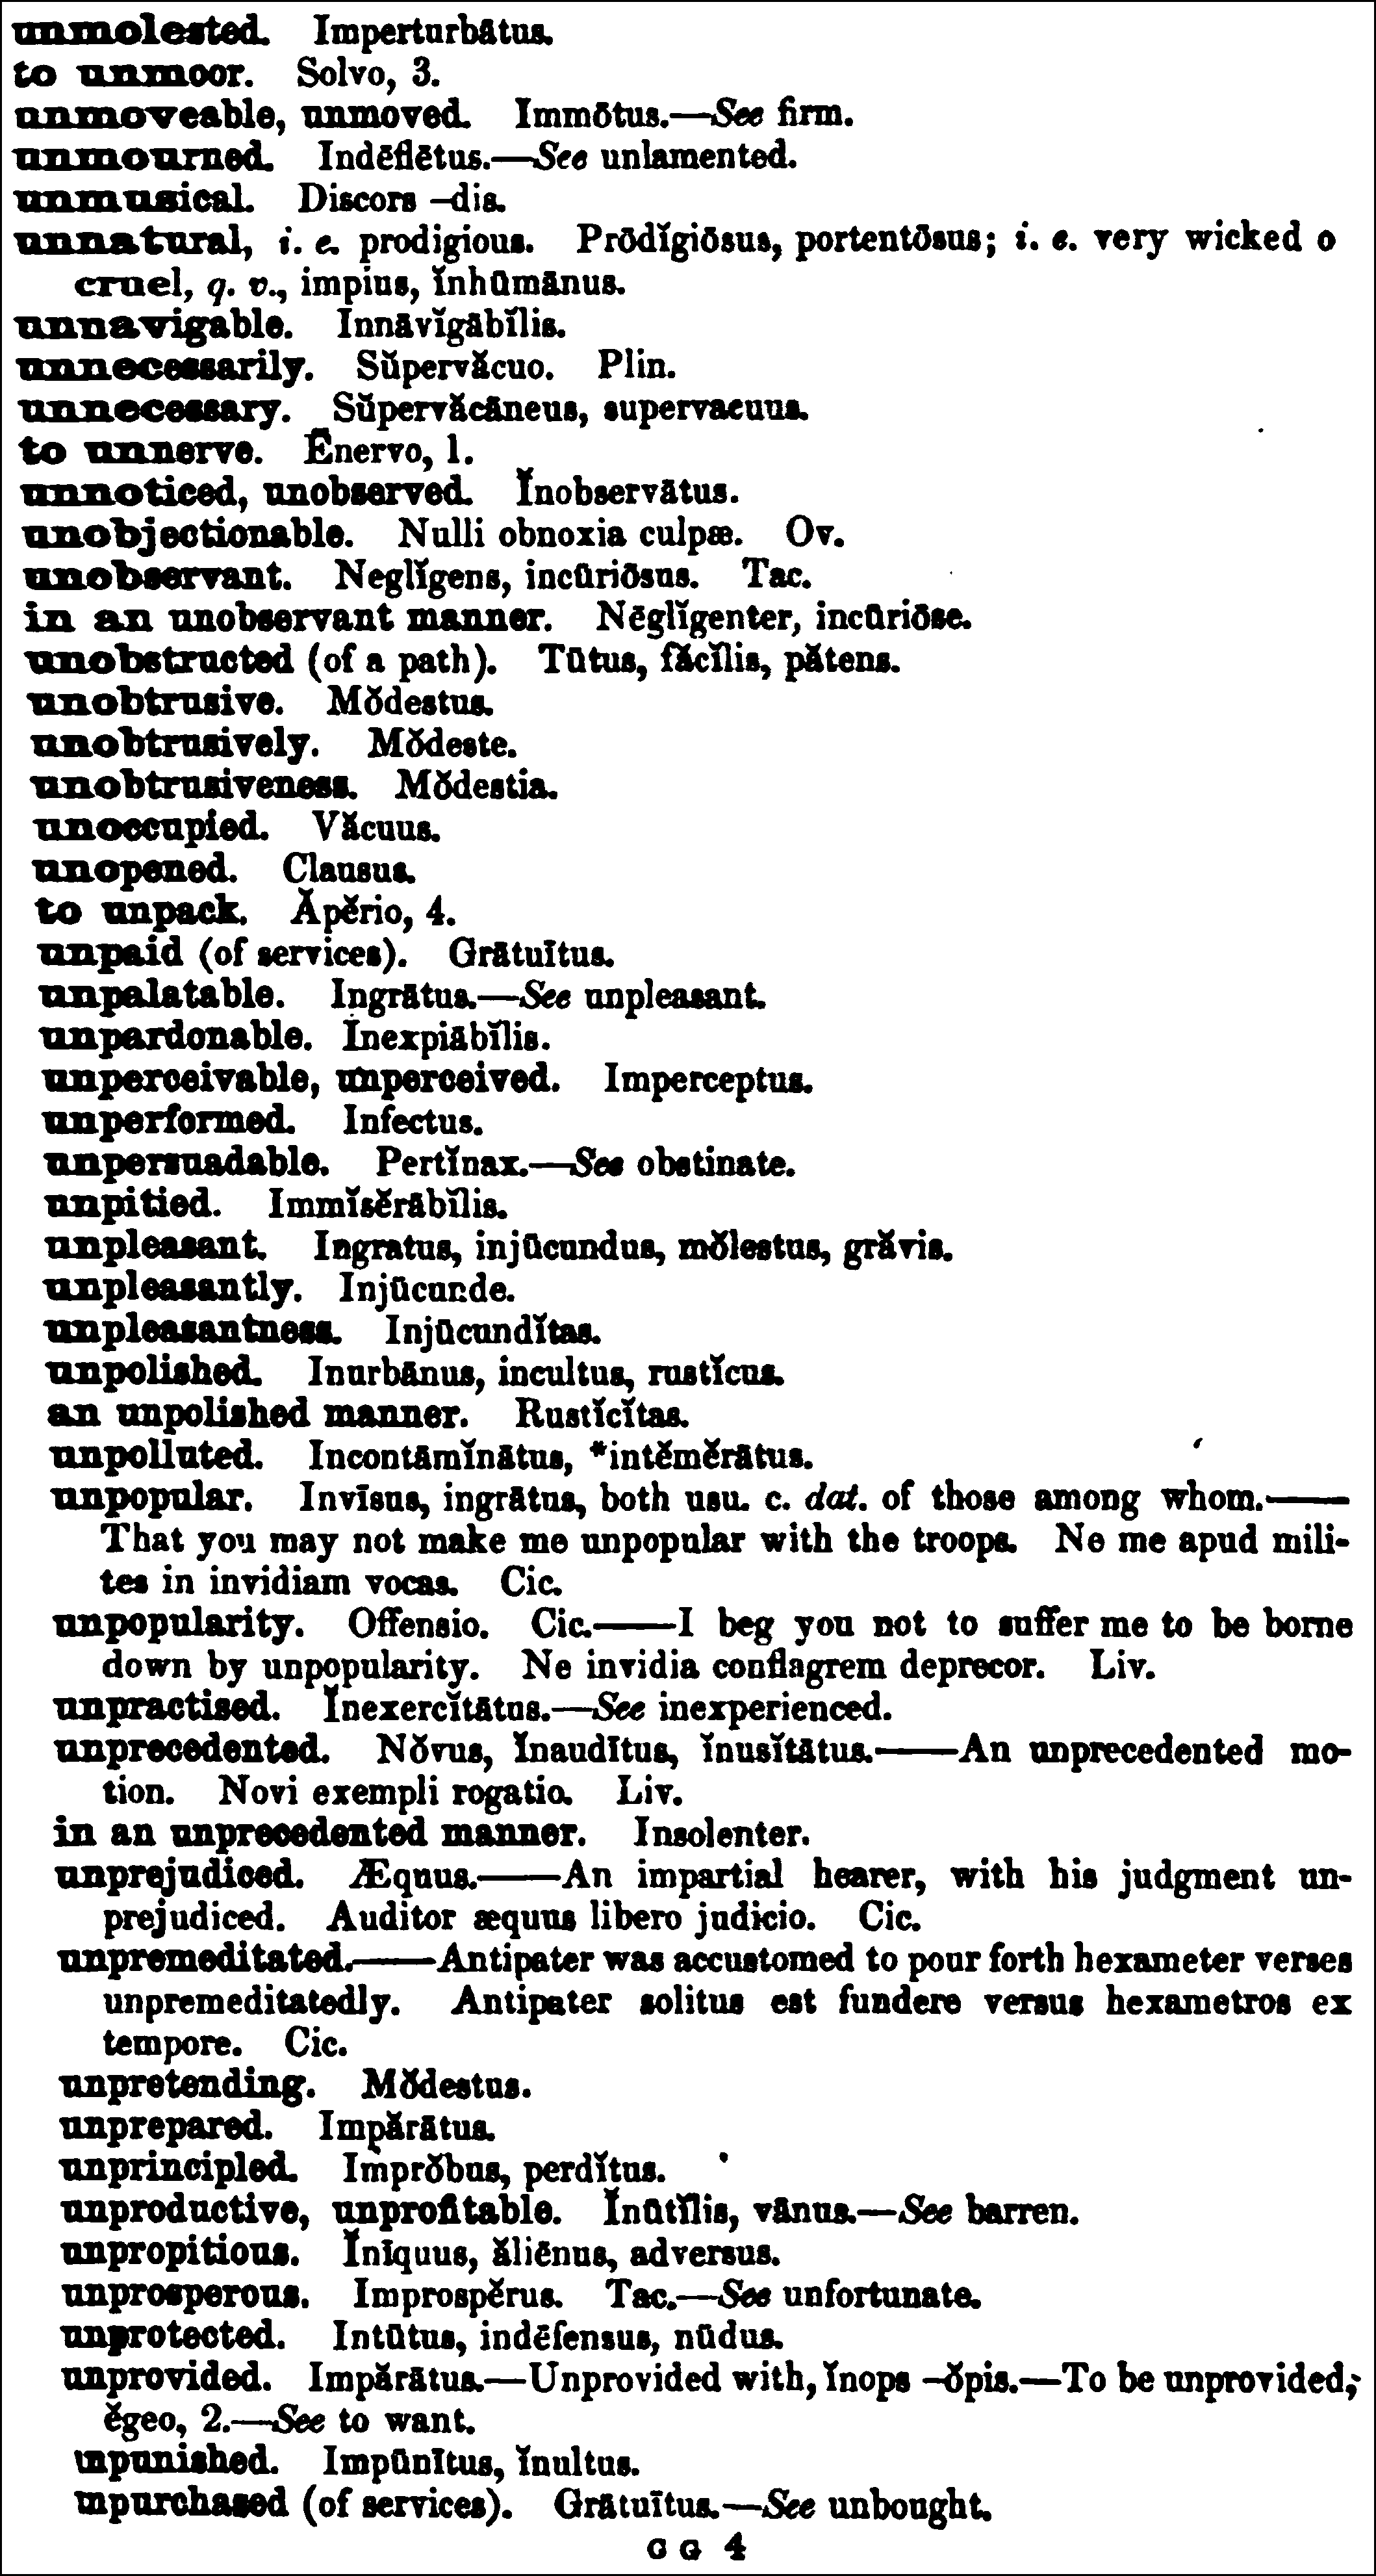 unmolested. Imperturbātus.
to unmoor. Solvo, 3.
unmoveable, unmoved. Immōtus.—See firm.
unmourned. Indēflētus.—See unlamented.
unmusical. Discors –dis.
unnatural, i. e. prodigious. Prōdĭgiōsus, portentōsus; i. e. very wicked o
cruel, q. v., impius, ĭnhūmānus.
unnavigable. Innāvĭgābĭlis.
unnecessarily. Sŭpervăcuo. Plin.
unnecessary. Sŭpervăcāneus, supervacuus.
to unnerve. Ēnervo, 1.
unnoticed, unobserved. Ĭnobservātus.
unobjectionable. Nulli obnoxia culpæ. Ov.
unobservant. Neglĭgens, incūriōsus. Tac.
in an unobservant manner. Nēglĭgenter, incūriōse.
unobstructed (of a path). Tūtus, făcĭlis, pătens.
unobtrusive. Mŏdestus.
unobtrusively. Mŏdeste.
unobtrusiveness. Mŏdestia.
unoccupied. Văcuus.
unopened. Clausus.
to unpack. Ăpĕrio, 4.
unpaid (of services). Grātuītus.
unpalatable. Ingrātus.—See unpleasant.
unpardonable. Ĭnexpiābĭlis.
unperceivable, unperceived. Imperceptus.
unperformed. Infectus.
unpersuadable. Pertĭnax.—See obstinate.
unpitied. Immĭsĕrābĭlis.
unpleasant. Ingratus, injūcundus, mŏlestus, grăvis.
unpleasantly. Injūcunde.
unpleasantness. Injūcundĭtas.
unpolished. Inurbānus, incultus, rustĭcus.
an unpolished manner. Rustĭcĭtas.
unpolluted. Incontāmĭnātus, *intĕmĕrātus.
unpopular. Invīsus, ingrātus, both usu. c. dat. of those among whom.——
That you may not make me unpopular with the troops. Ne me apud mili-
tes in invidiam vocas. Cic.
unpopularity. Offensio. Cic.——I beg you not to suffer me to be borne
down by unpopularity. Ne invidia conflagrem deprecor. Liv.
unpractised. Ĭnexercĭtātus.—See inexperienced.
unprecedented. Nŏvus, ĭnaudītus, ĭnusĭtātus.——An unprecedented mo-
tion. Novi exempli rogatio. Liv.
in an unprecedented manner. Insolenter.
unprejudiced. Æquus.——An impartial hearer, with his judgment un-
prejudiced. Auditor æquus libero judicio. Cic.
unpremeditated.——Antipater was accustomed to pour forth hexameter verses
unpremeditatedly. Antipater solitus est fundere versus hexametros ex
tempore. Cic.
unpretending. Mŏdestus.
unprepared. Impărātus.
unprincipled. Imprŏbus, perdĭtus.
unproductive, unprofitable. Ĭnūtĭlis, vānus.—See barren.
unpropitious. Ĭnīquus, ăliēnus, adversus.
unprosperous. Improspĕrus. Tac.—See unfortunate.
unprotected. Intūtus, indēfensus, nūdus.
unprovided. Impărātus.—Unprovided with, ĭnops –ŏpis.—To be unprovided,
ĕgeo, 2.—See to want.
unpunished. Impūnītus, ĭnultus.
unpurchased (of services). Grātuītus.—See unbought.
G G 4